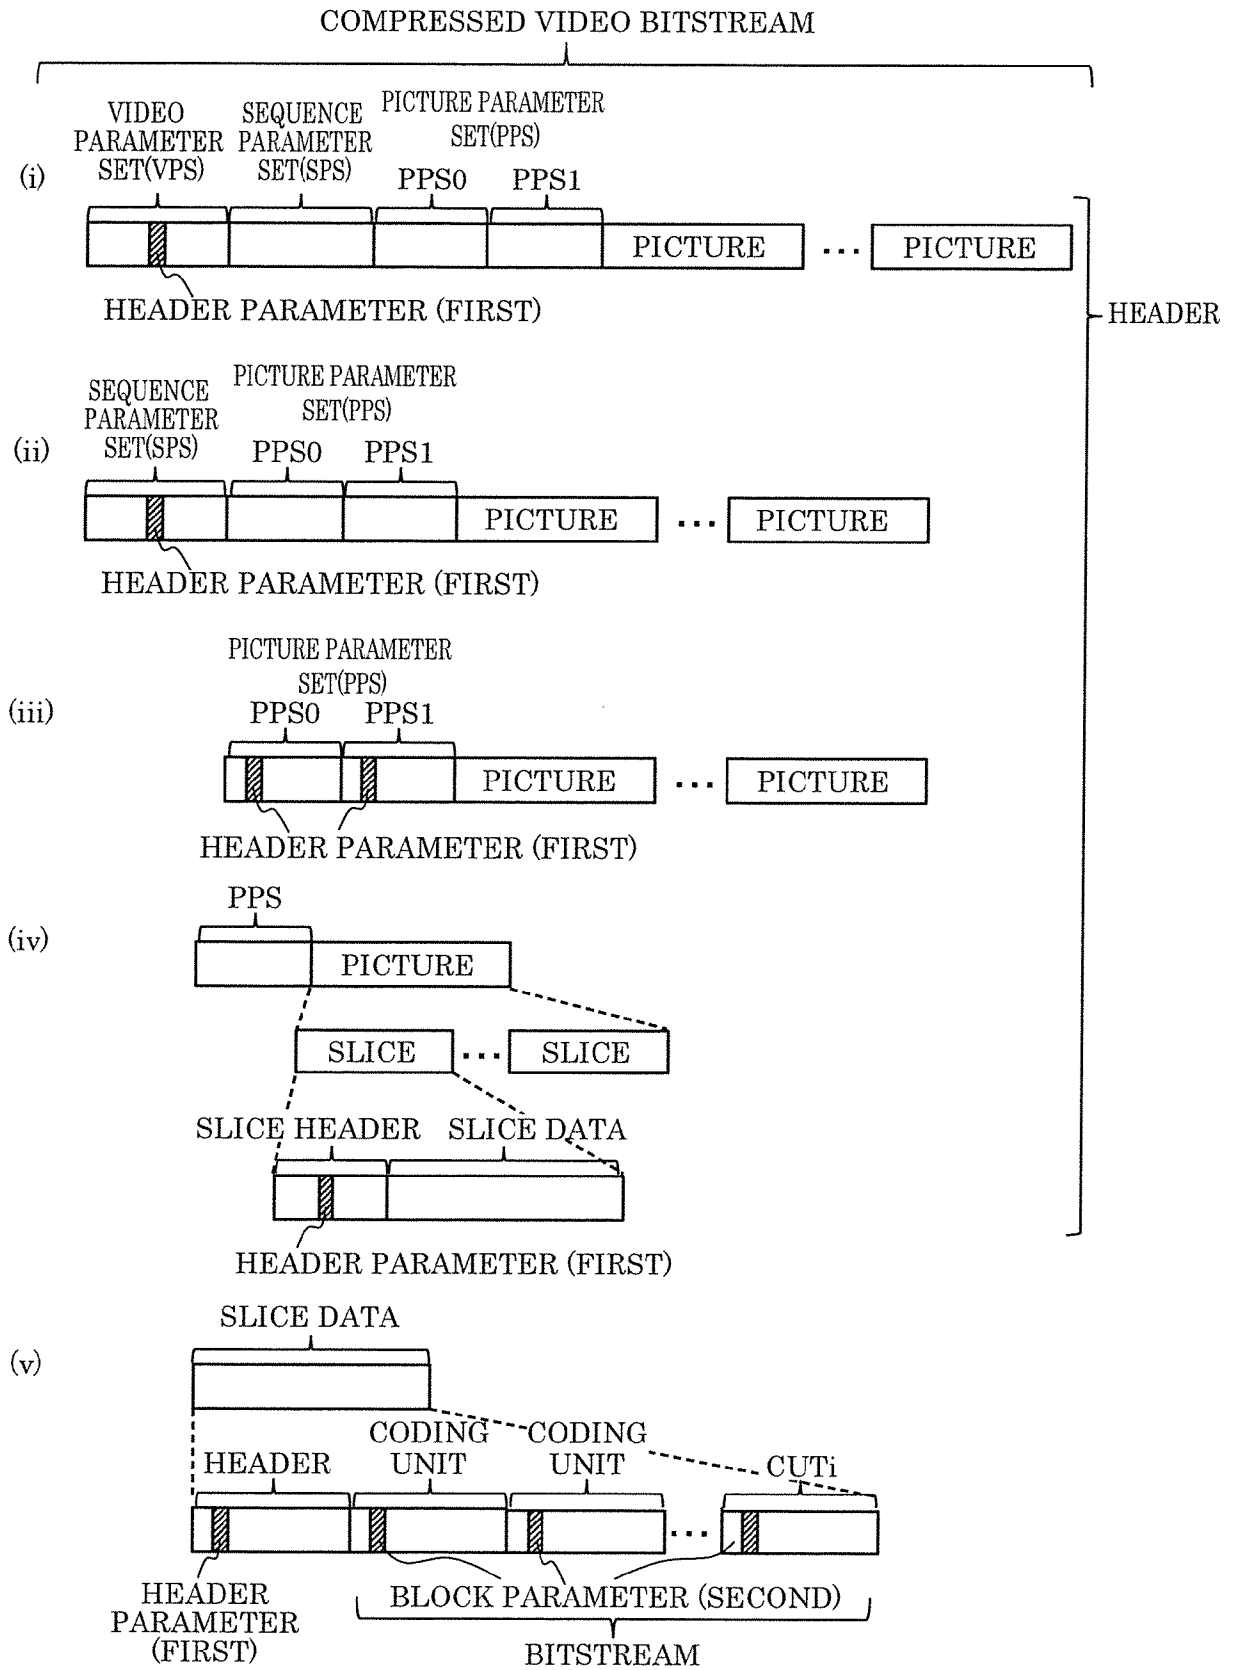 COMPRESSED VIDEO BITSTREAM
VIDEO
PARAMETER
SET(VPS)
SEQUENCE
PARAMETER
SET(SPS)
PICTURE PARAMETER
SET(PPS)
(i)
PPS0
PPS1
PICTURE
...
PICTURE
HEADER PARAMETER (FIRST)
HEADER
SEQUENCE
PARAMETER
SET(SPS)
PICTURE PARAMETER
SET(PPS)
(ii)
PPS0
PPS1
PICTURE
...
PICTURE
HEADER PARAMETER (FIRST)
PICTURE PARAMETER
SET(PPS)
(iii)
PPS0
PPS1
PICTURE
...
PICTURE
HEADER PARAMETER (FIRST)
PPS
(iv)
PICTURE
SLICE
...
SLICE
SLICE HEADER
SLICE DATA
HEADER PARAMETER (FIRST)
SLICE DATA
(v)
HEADER
CODING
UNIT
CODING
UNIT
CUTi
...
HEADER
PARAMETER
(FIRST)
BLOCK PARAMETER (SECOND)
BITSTREAM